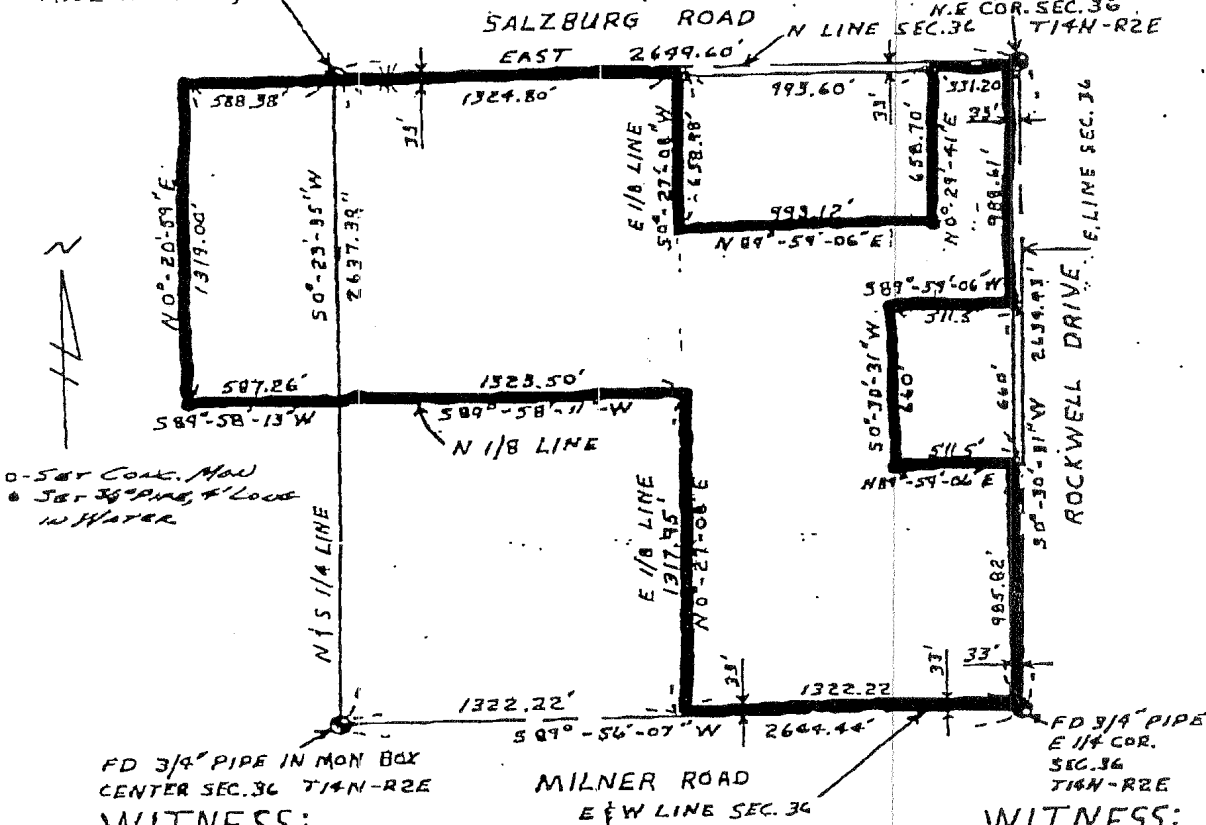 SALZBURG ROAD
N.E COR. SEC. 36
T14N-R2E
N LINE SEC. 36
EAST 2649.60'
588.38'
1324.80'
993.60'
331.20'
33'
33'
33'
E 1/8 LINE
S0°-27'-08"W
658.98'
658.70'
N0°-29'-41"E
989.61'
E. LINE SEC. 36
993.12'
N 89°-59'-06"E
N0°-20'-59"E
1319.00'
S0°-23'-35"W
2637.39"
N
S89°-59'-06"W
511.5'
S0°-30'-31"W
660'
660'
S0°-30'-31"W 2634.43'
ROCKWELL DRIVE
587.26'
S89°-58'-13"W
1323.50'
S89°-58'-11"W
N 1/8 LINE
511.5'
N89°-59'-06"E
O-SET CONC. MON
SET PIPE, 4' LONG
IN WATER
N & S 1/4 LINE
E 1/8 LINE
1317.95'
N0°-27'-08"E
985.82'
33'
33'
33'
1322.22'
1322.22
S 89°-56'-07"W 2644.44'
FD 3/4" PIPE IN MON BOX
CENTER SEC. 36 T14N-R2E
WITNESS:
MILNER ROAD
E & W LINE SEC. 36
FD 3/4" PIPE
E 1/4 COR.
SEC. 36
T14N-R2E
WITNESS: